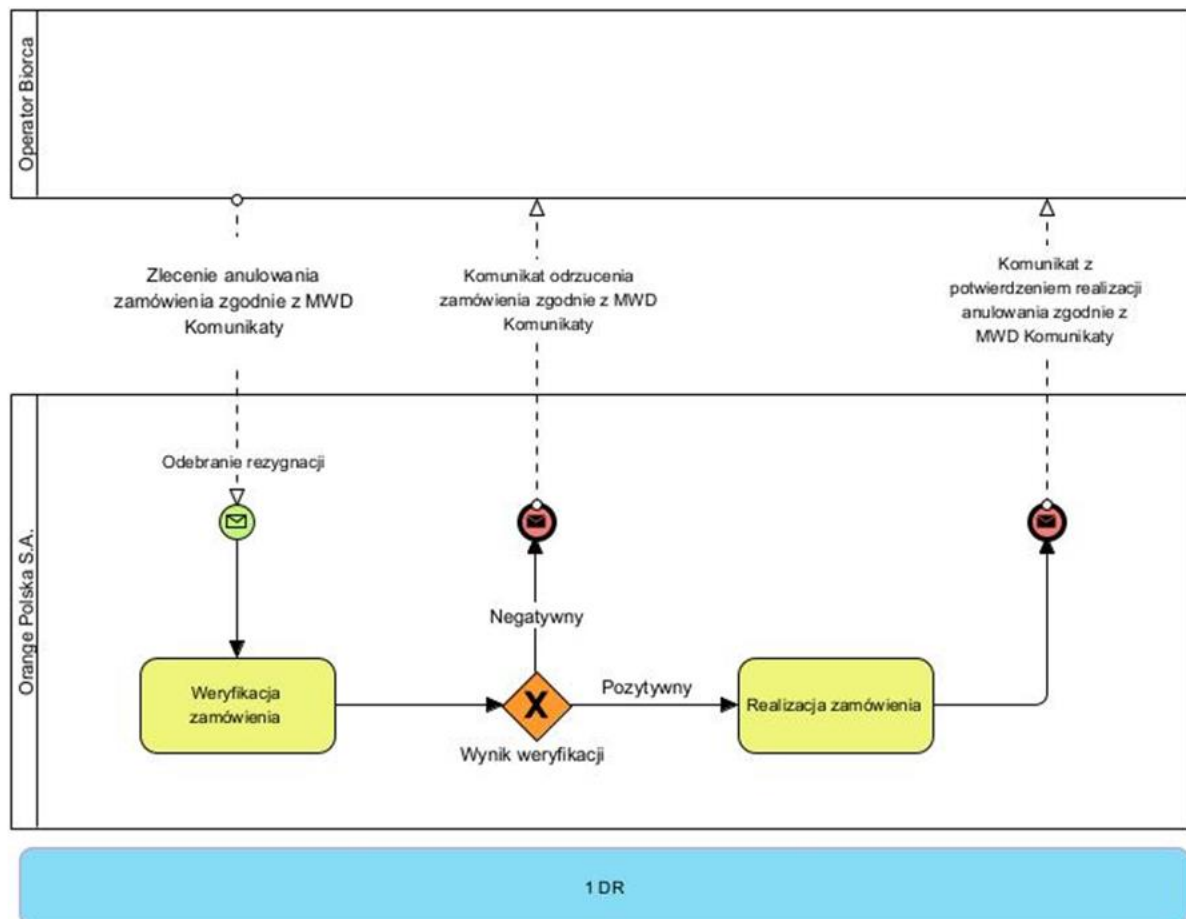 Operator Biorca
Zlecenie anulowania
zamówienia zgodnie z MWD
Komunikaty
Komunikat odrzucenia
zamówienia zgodnie z MWD
Komunikaty
Komunikat z
potwierdzeniem realizacji
anulowania zgodnie z
MWD Komunikaty
Orange Polska S.A.
Odebranie rezygnacji
Negatywny
Weryfikacja
zamówienia
X
Pozytywny
Realizacja zamówienia
Wynik weryfikacji
1 DR